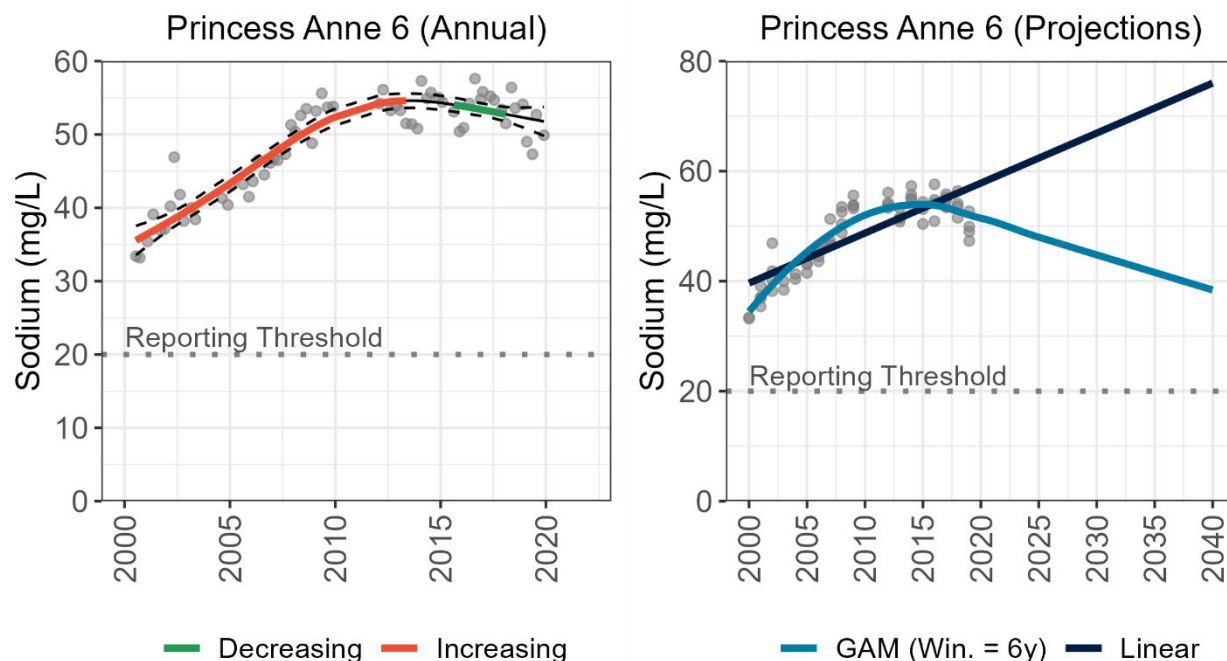 Princess Anne 6 (Annual)
Sodium (mg/L)
60
50
40
30
20
10
0
Reporting Threshold
2000
2005
2010
2015
2020
Decreasing
Increasing
Princess Anne 6 (Projections)
Sodium (mg/L)
80
60
40
20
0
Reporting Threshold
2000
2005
2010
2015
2020
2025
2030
2035
2040
GAM (Win. = 6y)
Linear